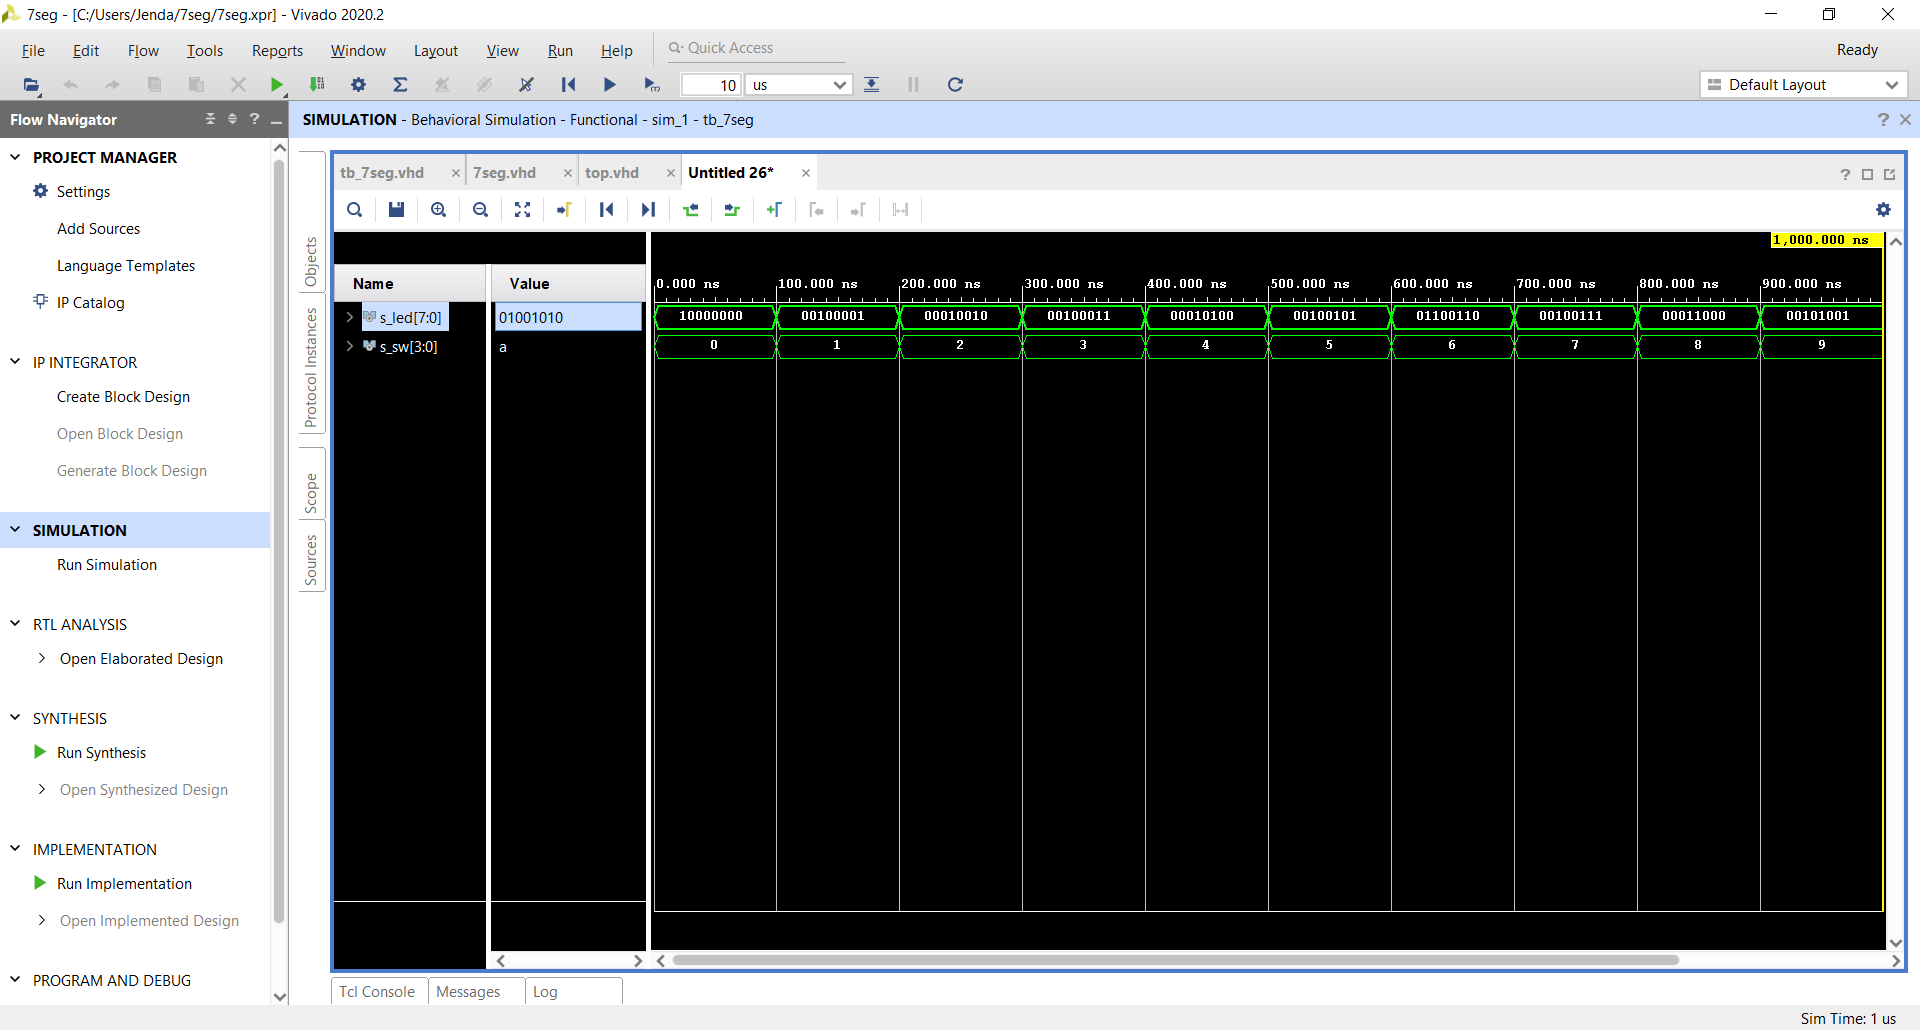 7seg - [C:/Users/Jenda/7seg/7seg.xpr] - Vivado 2020.2
File Edit Flow Tools Reports Window Layout View Run Help Quick Access Ready
10 us Default Layout
Flow Navigator
SIMULATION - Behavioral Simulation - Functional - sim_1 - tb_7seg
PROJECT MANAGER
Settings
Add Sources
Language Templates
IP Catalog
IP INTEGRATOR
Create Block Design
Open Block Design
Generate Block Design
SIMULATION
Run Simulation
RTL ANALYSIS
Open Elaborated Design
SYNTHESIS
Run Synthesis
Open Synthesized Design
IMPLEMENTATION
Run Implementation
Open Implemented Design
PROGRAM AND DEBUG
Objects
Protocol Instances
Scope
Sources
tb_7seg.vhd 7seg.vhd top.vhd Untitled 26*
1,000.000 ns
Name Value 0.000 ns 100.000 ns 200.000 ns 300.000 ns 400.000 ns 500.000 ns 600.000 ns 700.000 ns 800.000 ns 900.000 ns
s_led[7:0] 01001010 10000000 00100001 00010010 00100011 00010100 00100101 01100110 00100111 00011000 00101001
s_sw[3:0] a 0 1 2 3 4 5 6 7 8 9
Tcl Console Messages Log
Sim Time: 1 us